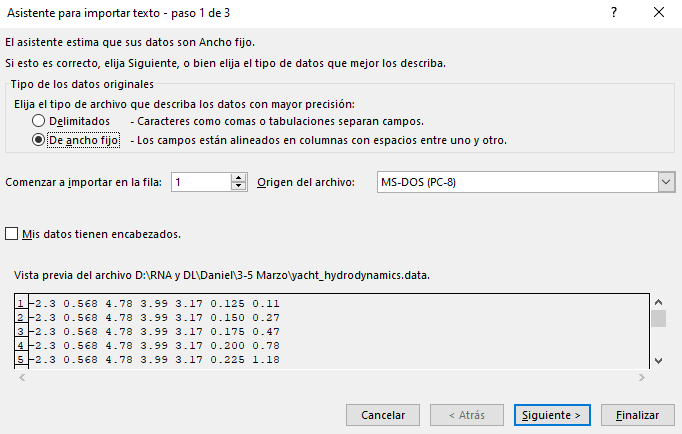 Asistente para importar texto - paso 1 de 3 ? ×
El asistente estima que sus datos son Ancho fijo.
Si esto es correcto, elija Siguiente, o bien elija el tipo de datos que mejor los describa.
Tipo de los datos originales
Elija el tipo de archivo que describa los datos con mayor precisión:
Delimitados - Caracteres como comas o tabulaciones separan campos.
De ancho fijo - Los campos están alineados en columnas con espacios entre uno y otro.
Comenzar a importar en la fila: 1 Origen del archivo: MS-DOS (PC-8)
Mis datos tienen encabezados.
Vista previa del archivo D:\RNA y DL\Daniel\3-5 Marzo\yacht_hydrodynamics.data.
1 -2.3 0.568 4.78 3.99 3.17 0.125 0.11
2 -2.3 0.568 4.78 3.99 3.17 0.150 0.27
3 -2.3 0.568 4.78 3.99 3.17 0.175 0.47
4 -2.3 0.568 4.78 3.99 3.17 0.200 0.78
5 -2.3 0.568 4.78 3.99 3.17 0.225 1.18
Cancelar < Atrás Siguiente > Finalizar